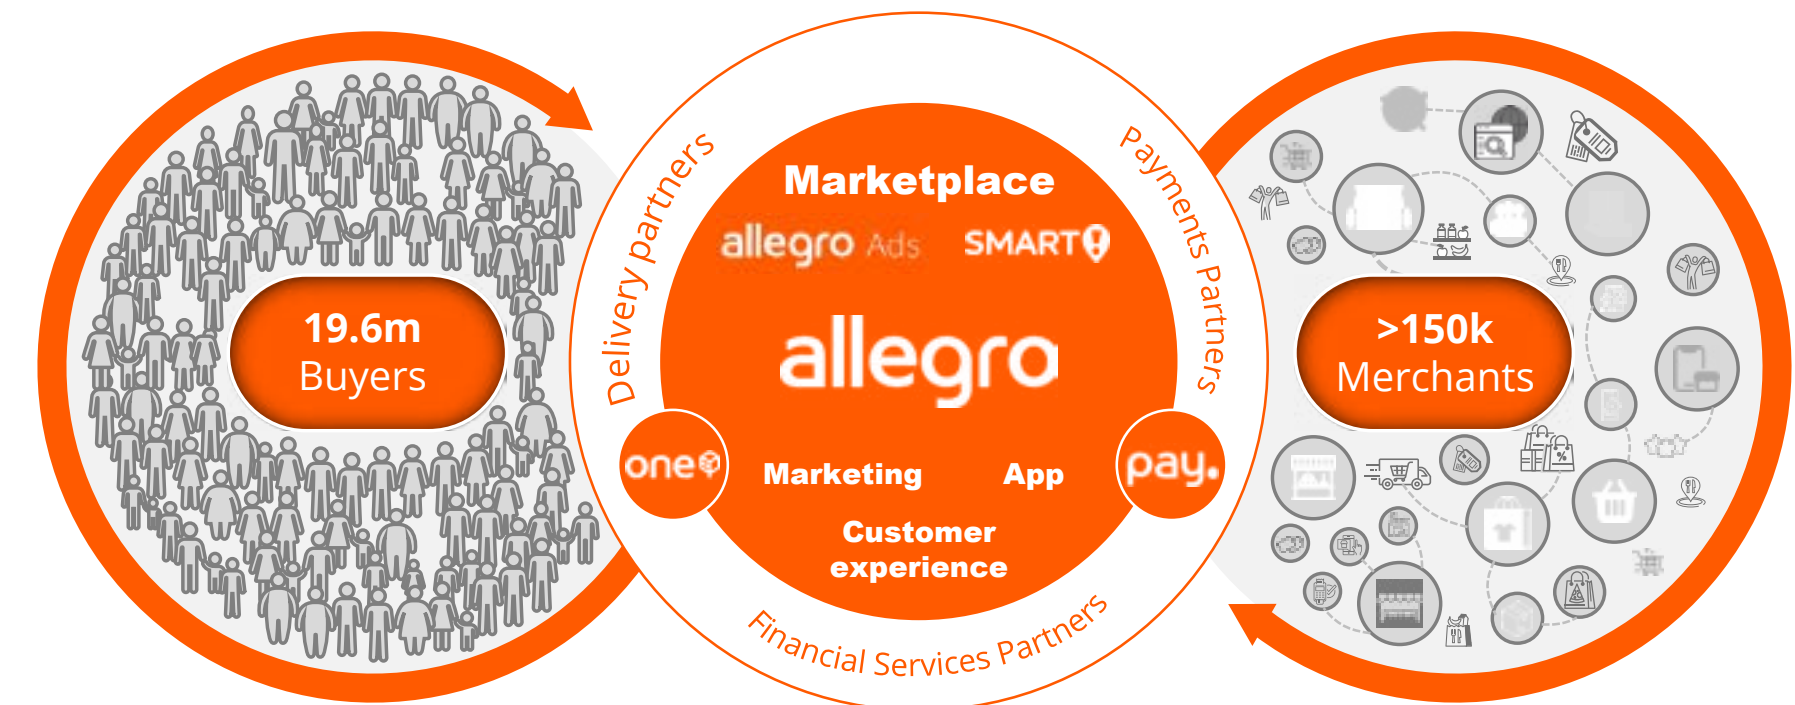 19.6m
Buyers
Delivery partners
Payments Partners
Financial Services Partners
Marketplace
allegro Ads
SMART!
allegro
one
pay.
Marketing
App
Customer
experience
>150k
Merchants
%